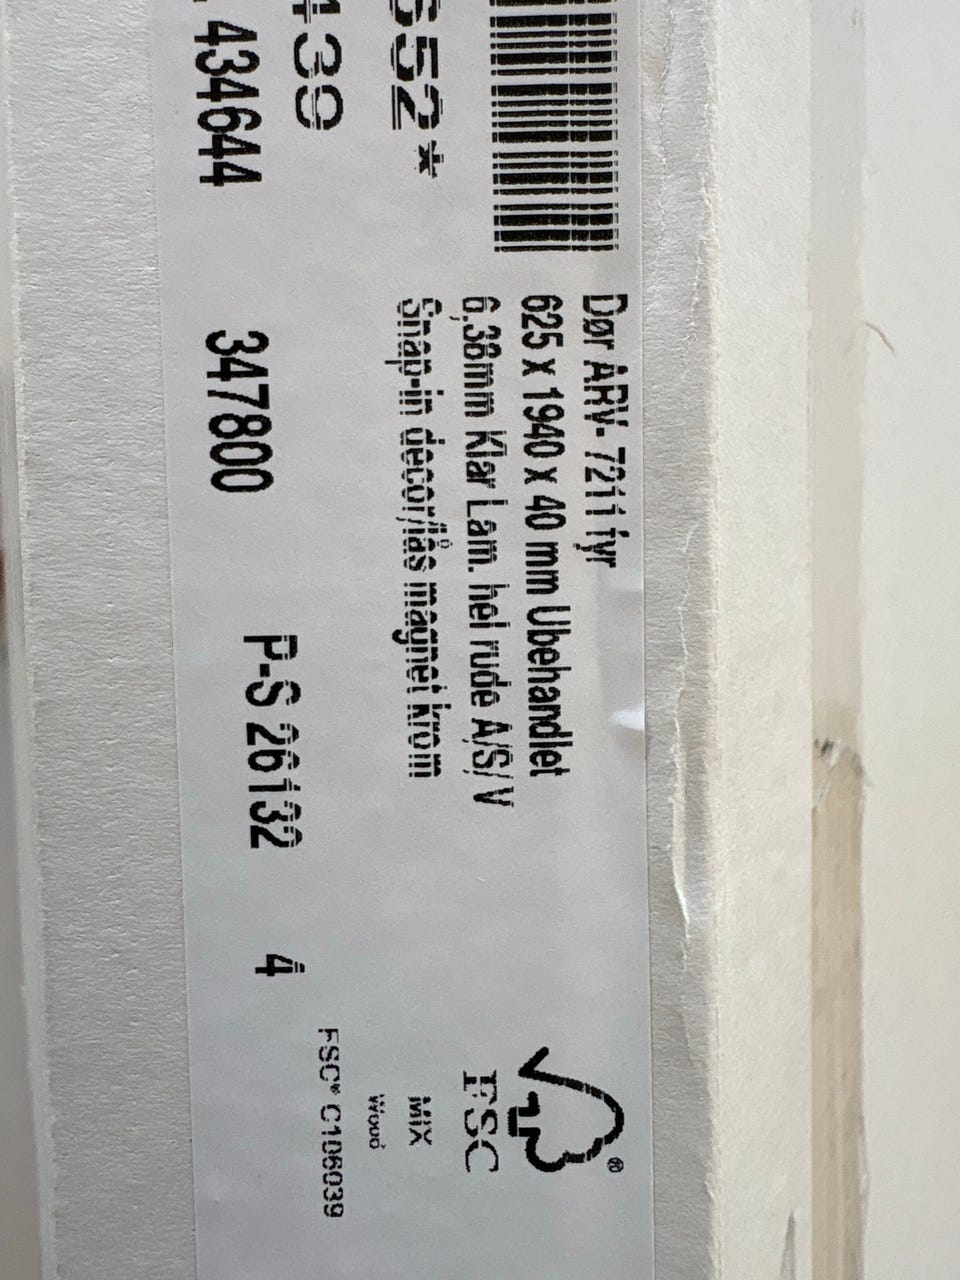 Dør ARV- 7211 fyr
625 x 1940 x 40 mm Ubehandlet
6,38mm Klar Lam. hel rude A/S/V
Snap-in decor/lås magnet krom
652*
439
434644 347800
P-S 26132 4
®
FSC
MIX
Wood
FSC* C106039